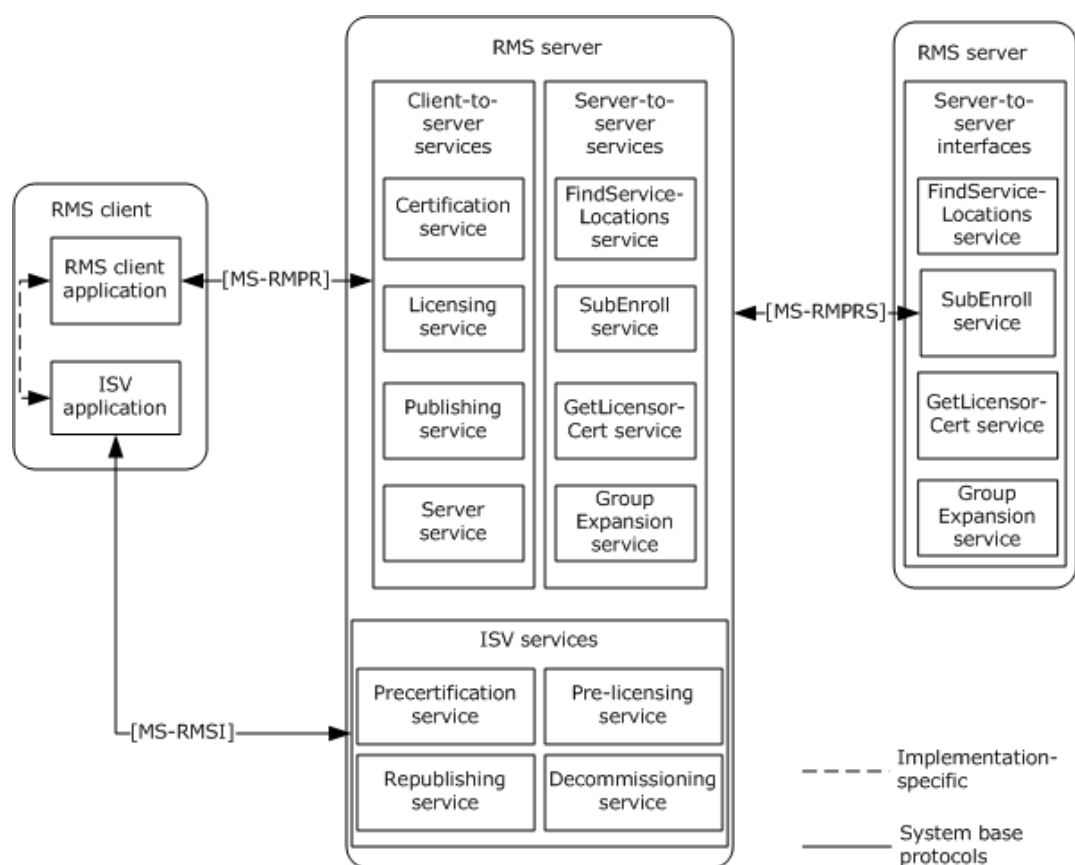 RMS server
Client-to-
server
services
Certification
service
Licensing
service
Publishing
service
Server
service
Server-to-
server
services
FindService-
Locations
service
SubEnroll
service
GetLicensor-
Cert service
Group
Expansion
service
ISV services
Precertification
service
Pre-licensing
service
Republishing
service
Decommissioning
service
RMS server
Server-to-
server
interfaces
FindService-
Locations
service
SubEnroll
service
GetLicensor-
Cert service
Group
Expansion
service
RMS client
RMS client
application
ISV
application
[MS-RMPR]
[MS-RMPRS]
[MS-RMSI]
Implementation-
specific
System base
protocols